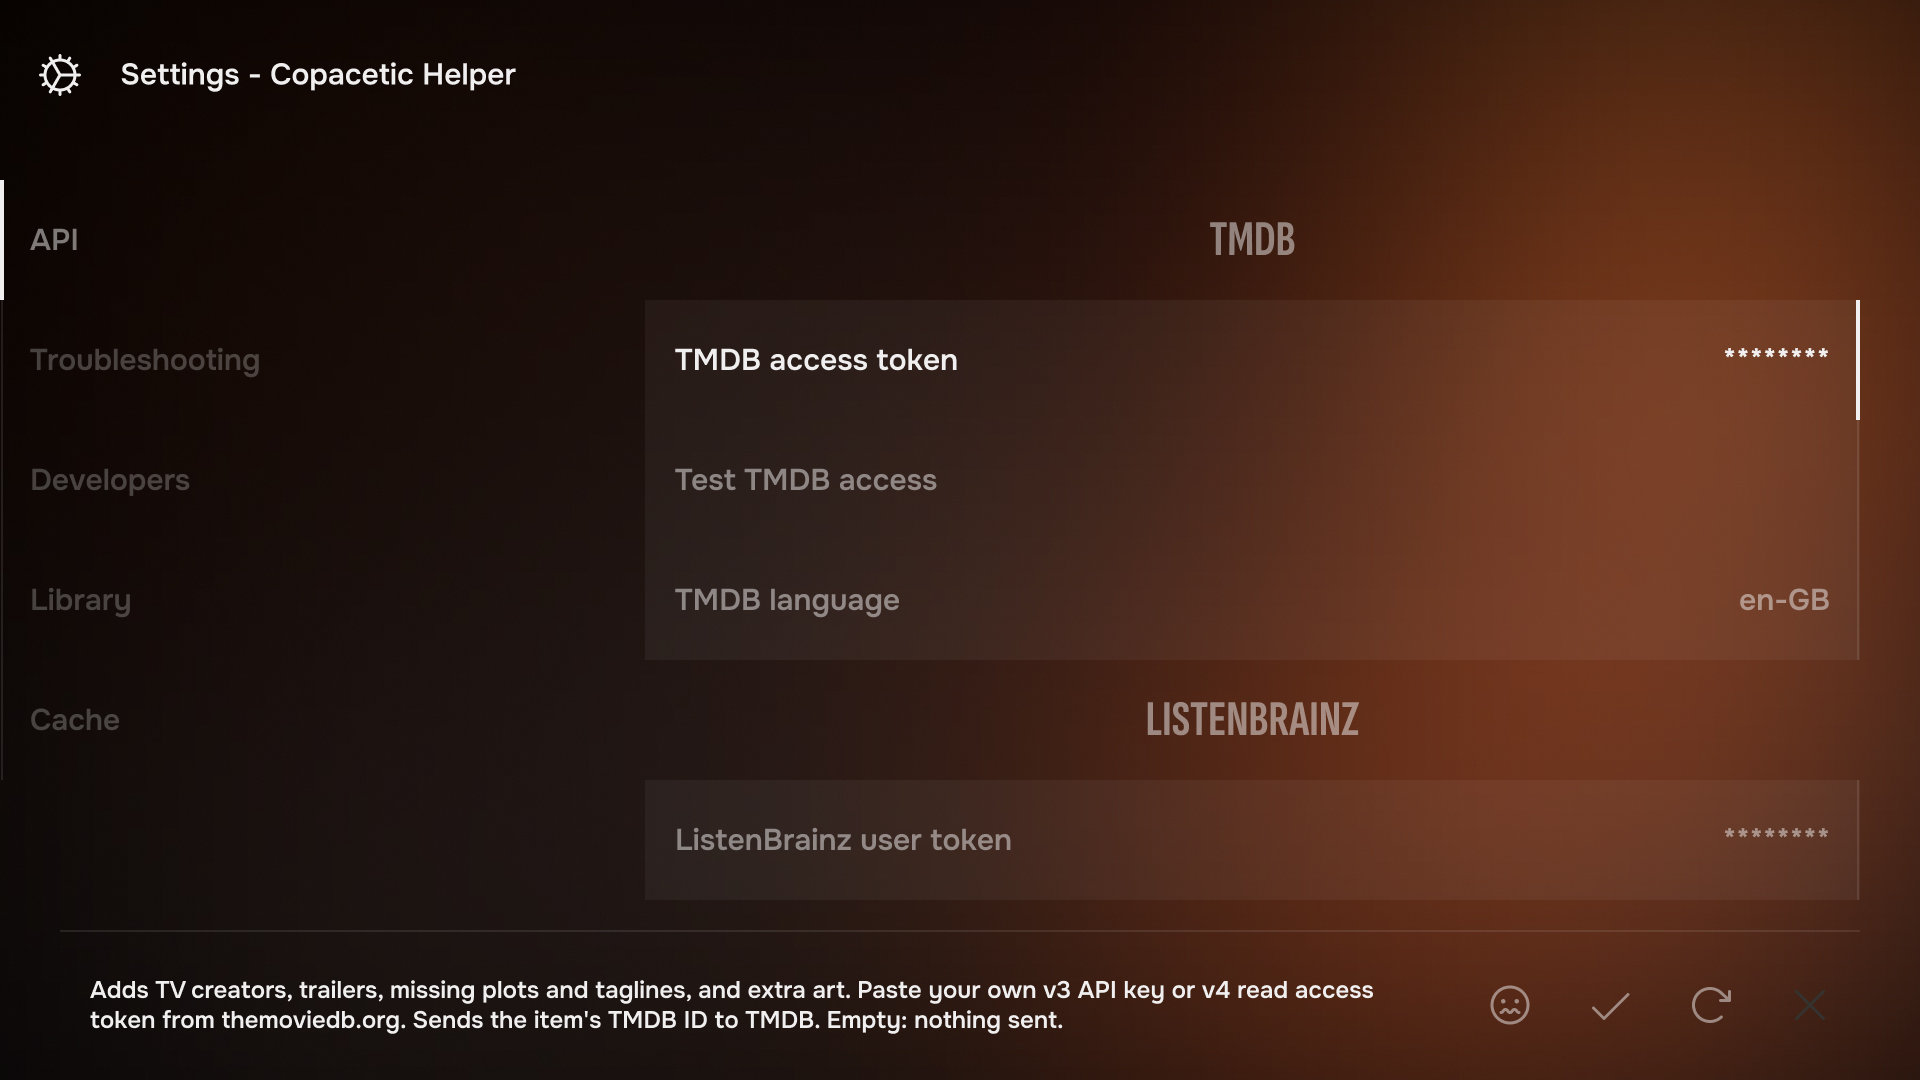 Settings - Copacetic Helper
API
Troubleshooting
Developers
Library
Cache
TMDB
TMDB access token ********
Test TMDB access
TMDB language en-GB
LISTENBRAINZ
ListenBrainz user token ********
Adds TV creators, trailers, missing plots and taglines, and extra art. Paste your own v3 API key or v4 read access
token from themoviedb.org. Sends the item's TMDB ID to TMDB. Empty: nothing sent.